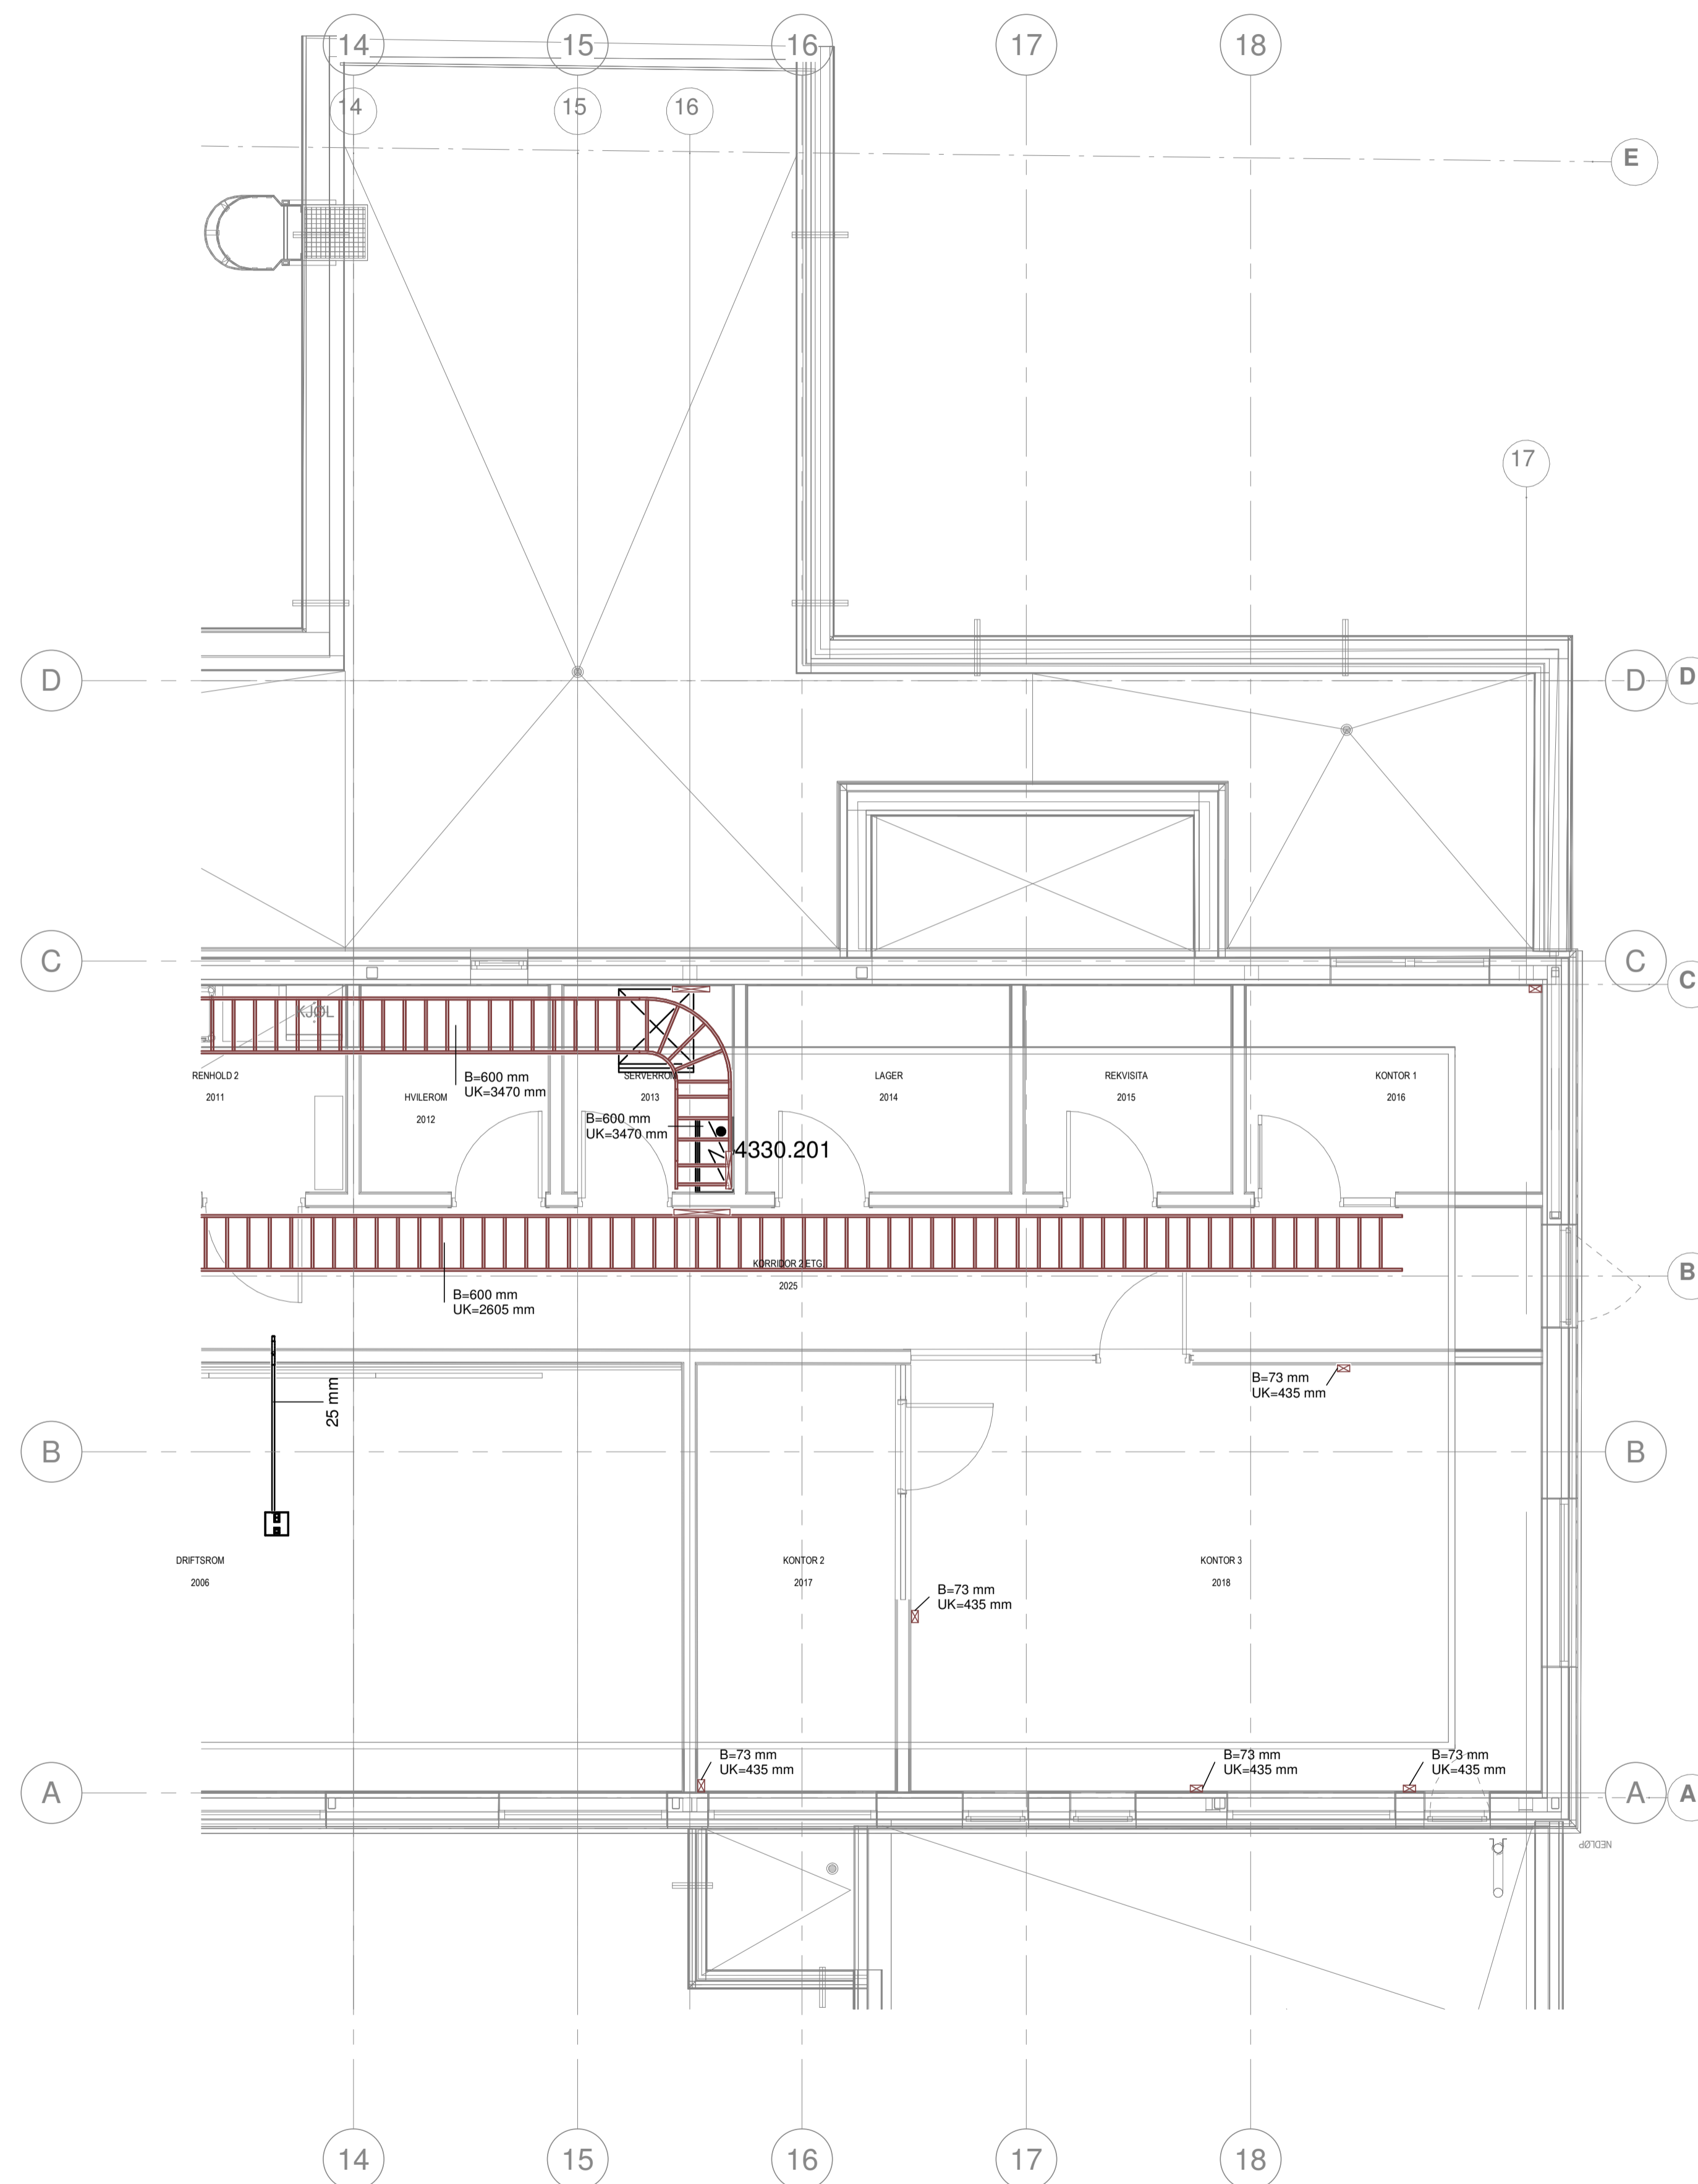 14
15
16
17
18
14
15
16
E
17
D
D
D
C
C
C
KJØL
RENHOLD 2
2011
HVILEROM
2012
B=600 mm
UK=3470 mm
SERVERROM
2013
B=600 mm
UK=3470 mm
4330.201
LAGER
2014
REKVISITA
2015
KONTOR 1
2016
KORRIDOR 2 ETG.
2025
B
B=600 mm
UK=2605 mm
25 mm
B=73 mm
UK=435 mm
B
B
DRIFTSROM
2006
KONTOR 2
2017
KONTOR 3
2018
B=73 mm
UK=435 mm
B=73 mm
UK=435 mm
B=73 mm
UK=435 mm
B=73 mm
UK=435 mm
A
A
A
NEDLØP
14
15
16
17
18